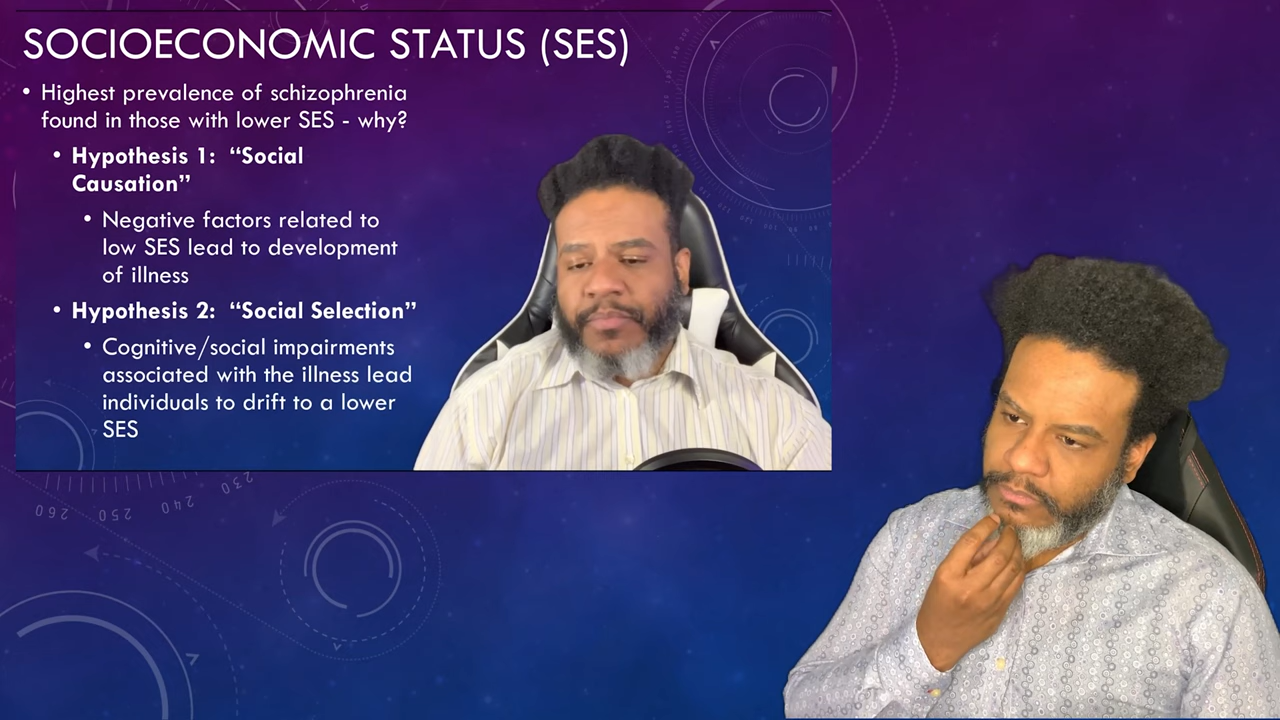 SOCIOECONOMIC STATUS (SES)
• Highest prevalence of schizophrenia
found in those with lower SES - why?
• Hypothesis 1: “Social
Causation”
• Negative factors related to
low SES lead to development
of illness
• Hypothesis 2: “Social Selection”
• Cognitive/social impairments
associated with the illness lead
individuals to drift to a lower
SES
260 250 240 230